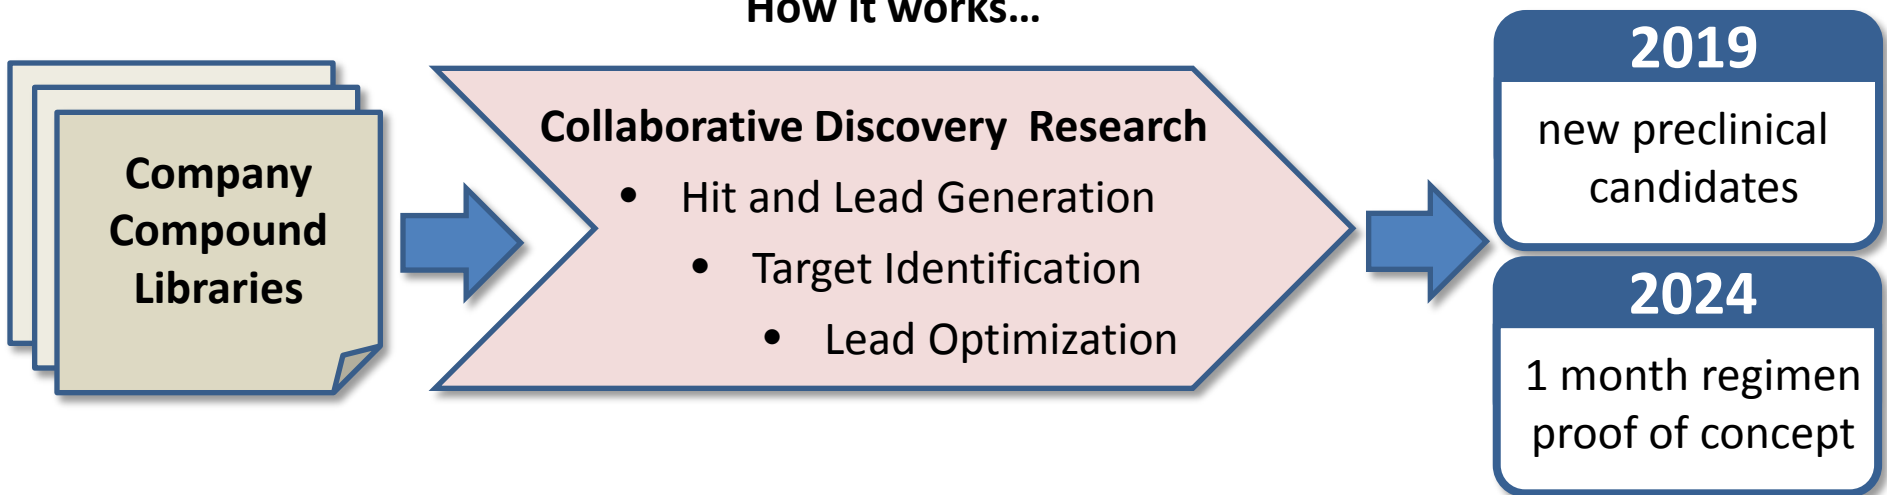 How it works…
Company
Compound
Libraries
Collaborative Discovery Research
• Hit and Lead Generation
• Target Identification
• Lead Optimization
2019
new preclinical
candidates
2024
1 month regimen
proof of concept